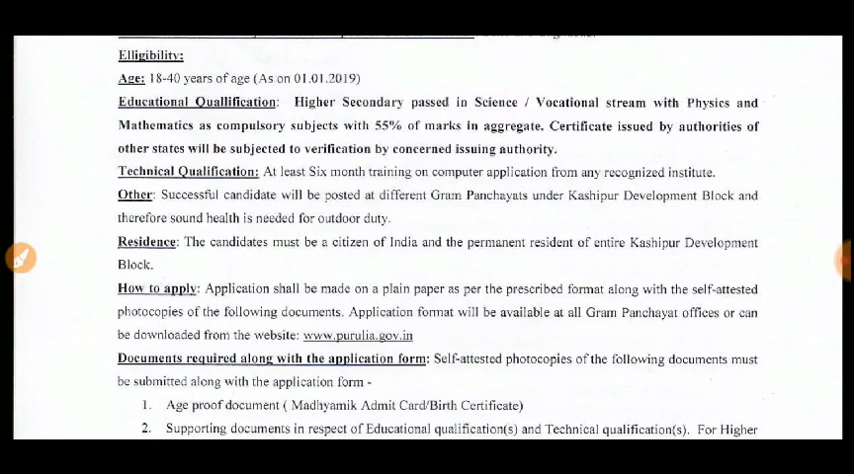 Elligibility:
Age: 18-40 years of age (As on 01.01.2019)
Educational Quallification: Higher Secondary passed in Science / Vocational stream with Physics and
Mathematics as compulsory subjects with 55% of marks in aggregate. Certificate issued by authorities of
other states will be subjected to verification by concerned issuing authority.
Technical Qualification: At least Six month training on computer application from any recognized institute.
Other: Successful candidate will be posted at different Gram Panchayats under Kashipur Development Block and
therefore sound health is needed for outdoor duty.
Residence: The candidates must be a citizen of India and the permanent resident of entire Kashipur Development
Block.
How to apply: Application shall be made on a plain paper as per the prescribed format along with the self-attested
photocopies of the following documents. Application format will be available at all Gram Panchayat offices or can
be downloaded from the website: www.purulia.gov.in
Documents required along with the application form: Self-attested photocopies of the following documents must
be submitted along with the application form -
1. Age proof document ( Madhyamik Admit Card/Birth Certificate)
2. Supporting documents in respect of Educational qualification(s) and Technical qualification(s). For Higher